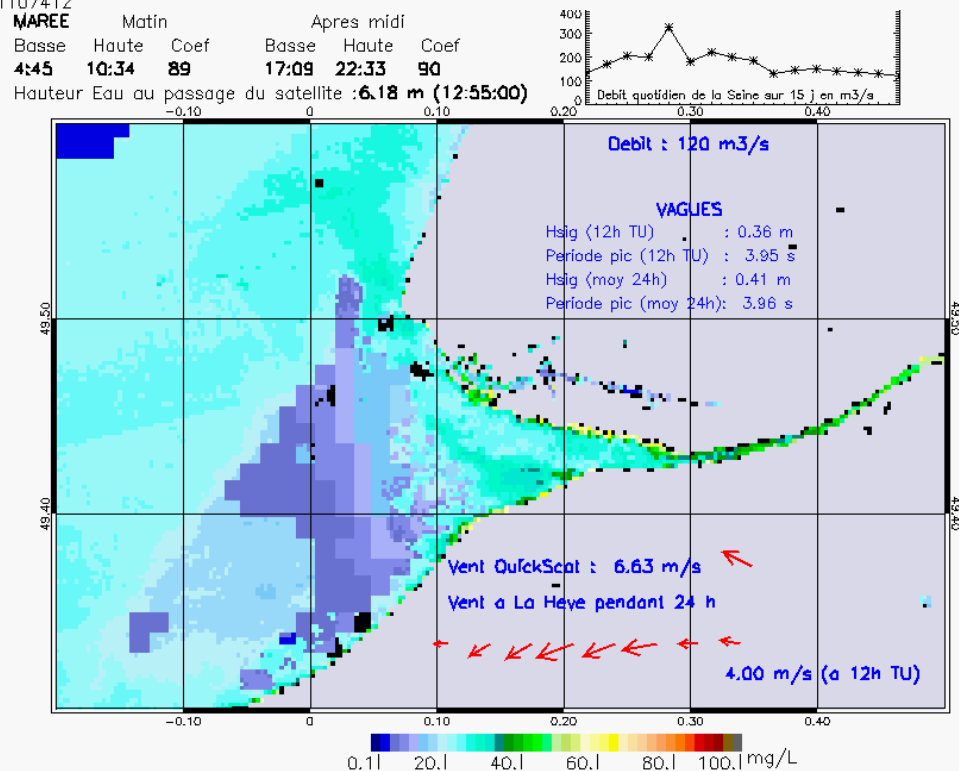 MAREE Matin Apres midi
Basse Haute Coef Basse Haute Coef
4:45 10:34 89 17:09 22:33 90
Hauteur Eau au passage du satellite :6.18 m (12:55:00)
400
300
200
100
0
Debit quotidien de la Seine sur 15 j en m3/s
-0.10 0 0.10 0.20 0.30 0.40
Debit : 120 m3/s
VAGUES
Hsig (12h TU) : 0.36 m
Periode pic (12h TU) : 3.95 s
Hsig (moy 24h) : 0.41 m
Periode pic (moy 24h): 3.96 s
49.50 49.50
49.40 49.40
Vent QuickScat : 6.63 m/s
Vent a La Heve pendant 24 h
4.00 m/s (a 12h TU)
-0.10 0 0.10 0.20 0.30 0.40
0.1| 20.| 40.| 60.| 80.| 100.| mg/L